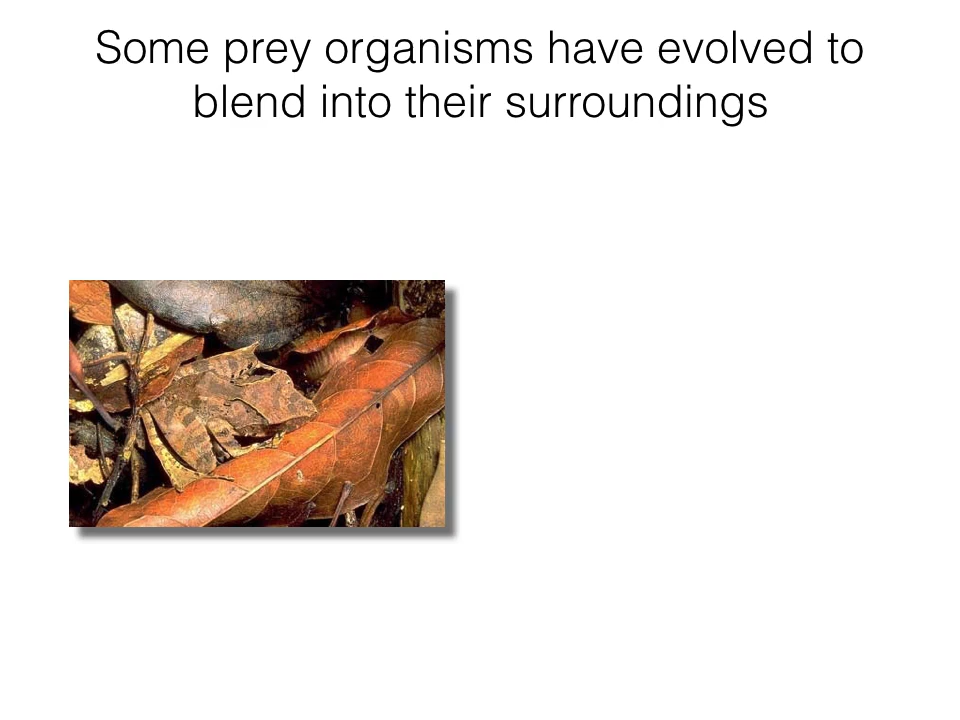 Some prey organisms have evolved to
blend into their surroundings